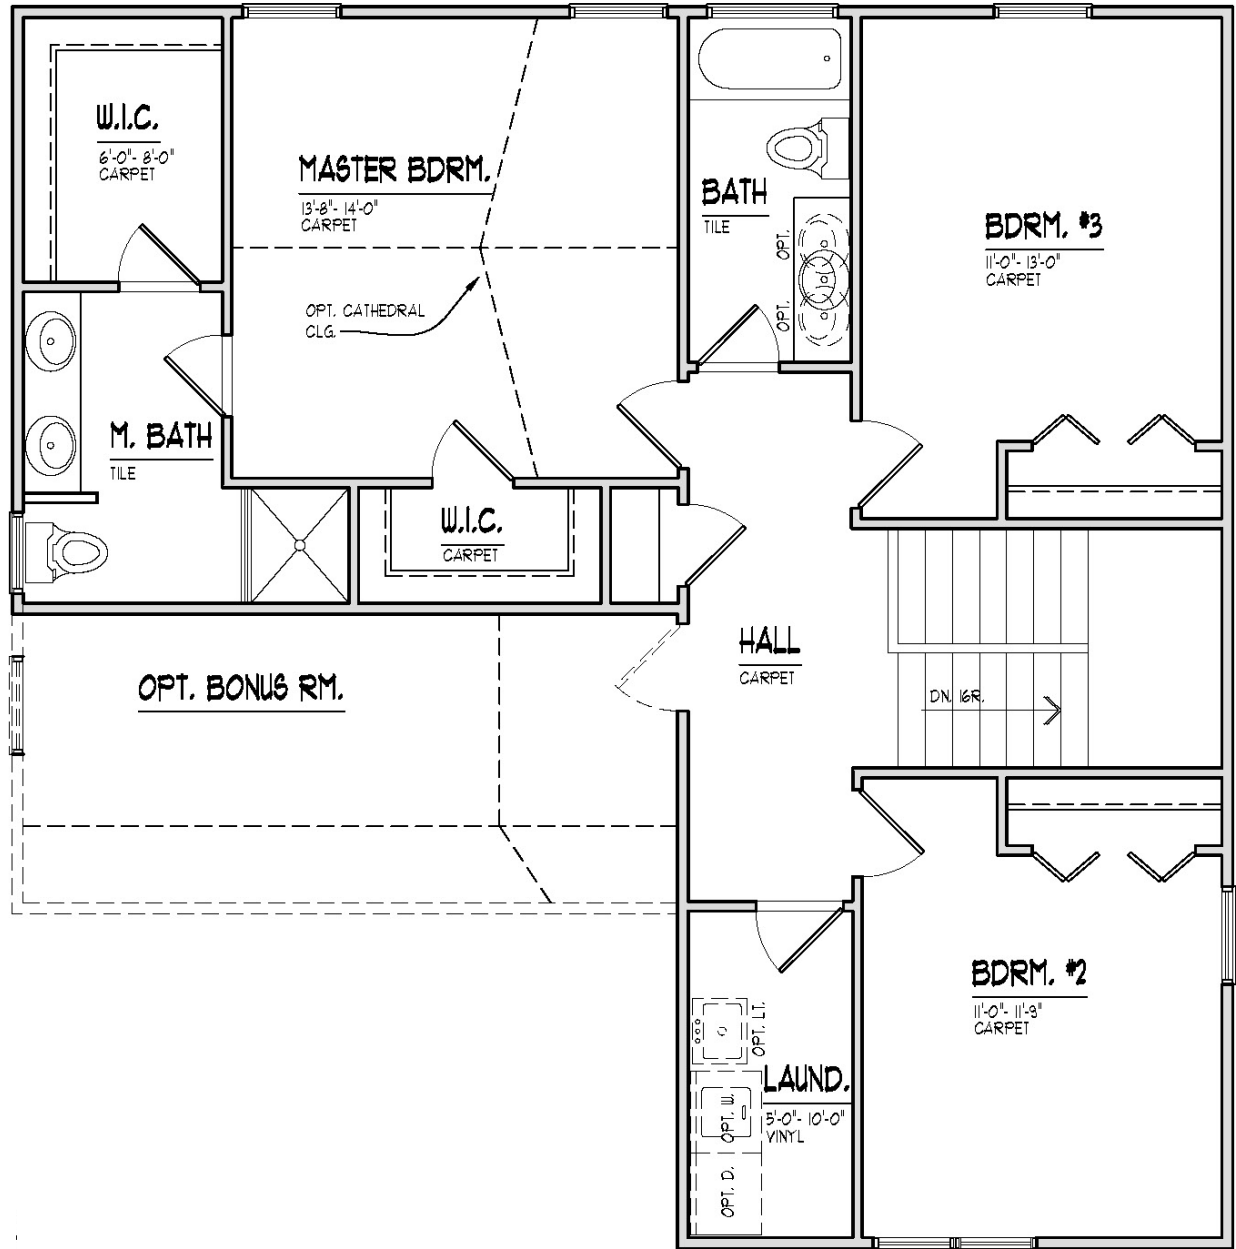 W.I.C.
6'-0"- 8'-0"
CARPET
MASTER BDRM.
13'-8"- 14'-0"
CARPET
OPT. CATHEDRAL
CLG.
BATH
TILE
OPT.
OPT.
BDRM. #3
11'-0"- 13'-0"
CARPET
M. BATH
TILE
W.I.C.
CARPET
HALL
CARPET
DN. 16R.
OPT. BONUS RM.
BDRM. #2
11'-0"- 11'-9"
CARPET
OPT. LT.
LAUND.
5'-0"- 10'-0"
VINYL
OPT. W.
OPT. D.